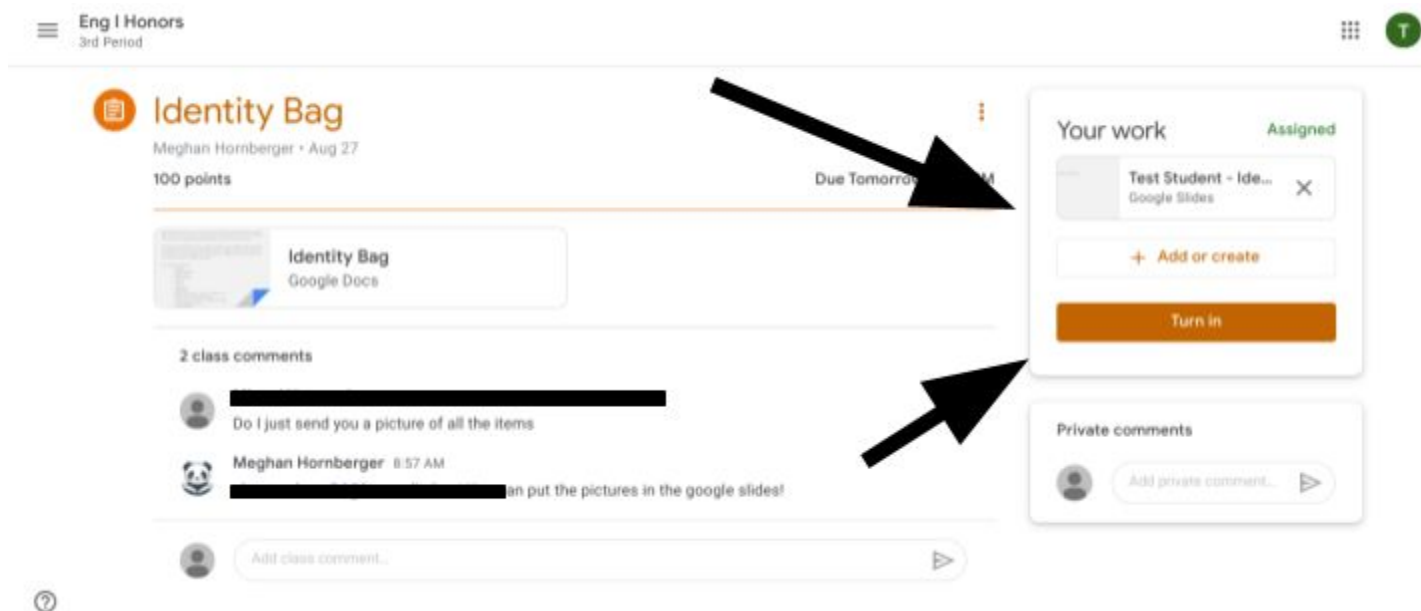 Eng I Honors
3rd Period
T
Identity Bag
Meghan Hornberger • Aug 27
100 points
Due Tomorro
M
Identity Bag
Google Docs
2 class comments
Do I just send you a picture of all the items
Meghan Hornberger 8:57 AM
an put the pictures in the google slides!
Add class comment...
Your work
Assigned
Test Student - Ide...
Google Slides
+ Add or create
Turn in
Private comments
Add private comment...